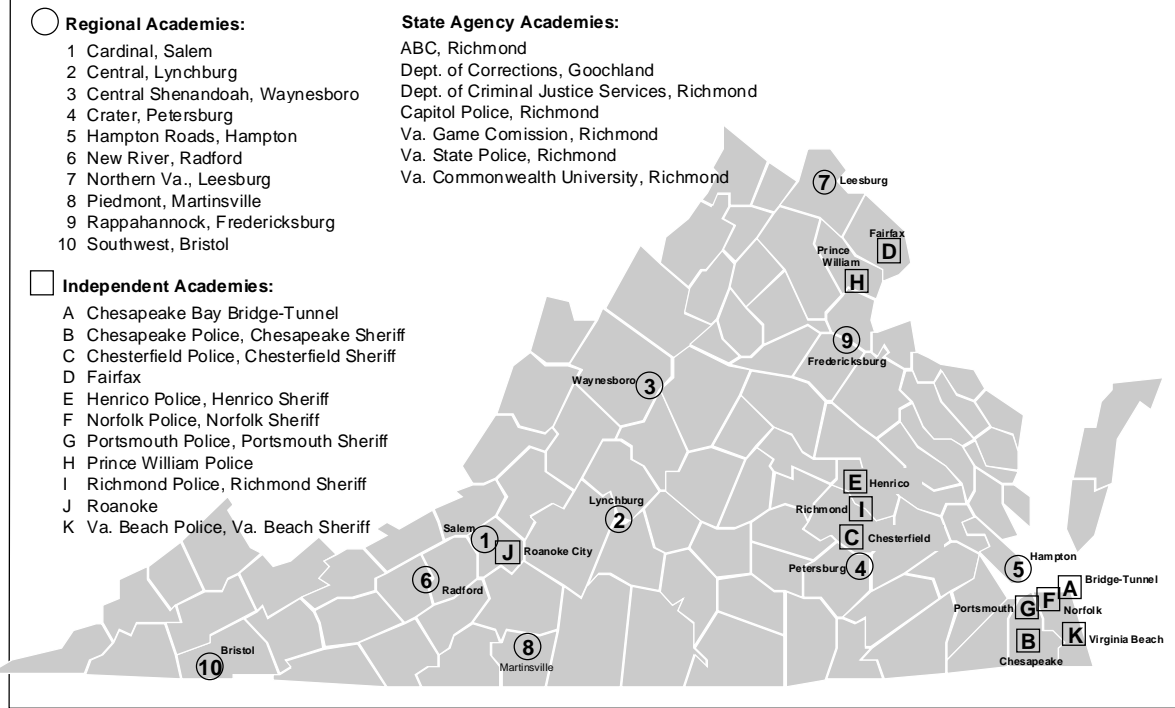 Regional Academies:
1 Cardinal, Salem
2 Central, Lynchburg
3 Central Shenandoah, Waynesboro
4 Crater, Petersburg
5 Hampton Roads, Hampton
6 New River, Radford
7 Northern Va., Leesburg
8 Piedmont, Martinsville
9 Rappahannock, Fredericksburg
10 Southwest, Bristol
Independent Academies:
A Chesapeake Bay Bridge-Tunnel
B Chesapeake Police, Chesapeake Sheriff
C Chesterfield Police, Chesterfield Sheriff
D Fairfax
E Henrico Police, Henrico Sheriff
F Norfolk Police, Norfolk Sheriff
G Portsmouth Police, Portsmouth Sheriff
H Prince William Police
I Richmond Police, Richmond Sheriff
J Roanoke
K Va. Beach Police, Va. Beach Sheriff
State Agency Academies:
ABC, Richmond
Dept. of Corrections, Goochland
Dept. of Criminal Justice Services, Richmond
Capitol Police, Richmond
Va. Game Comission, Richmond
Va. State Police, Richmond
Va. Commonwealth University, Richmond
7 Leesburg
Fairfax
D
Prince
William
H
9
Fredericksburg
Waynesboro 3
E Henrico
Richmond I
C Chesterfield
Petersburg 4
Lynchburg
2
Salem
1
J Roanoke City
6
Radford
Hampton
5
A Bridge-Tunnel
Portsmouth G
F
Norfolk
B
Chesapeake
K Virginia Beach
8
Martinsville
Bristol
10